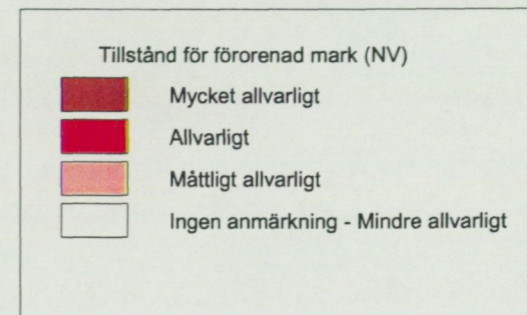 Tillstånd för förorenad mark (NV)
Mycket allvarligt
Allvarligt
Måttligt allvarligt
Ingen anmärkning - Mindre allvarligt